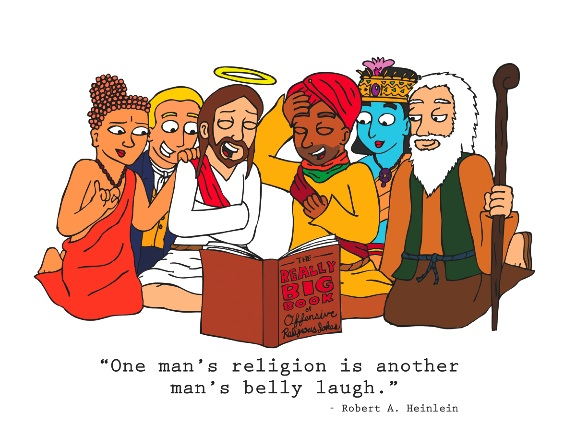 THE
REALLY
BIG
BOOK
of
Offensive
Religious Jokes
“One man’s religion is another
man’s belly laugh.”
- Robert A. Heinlein